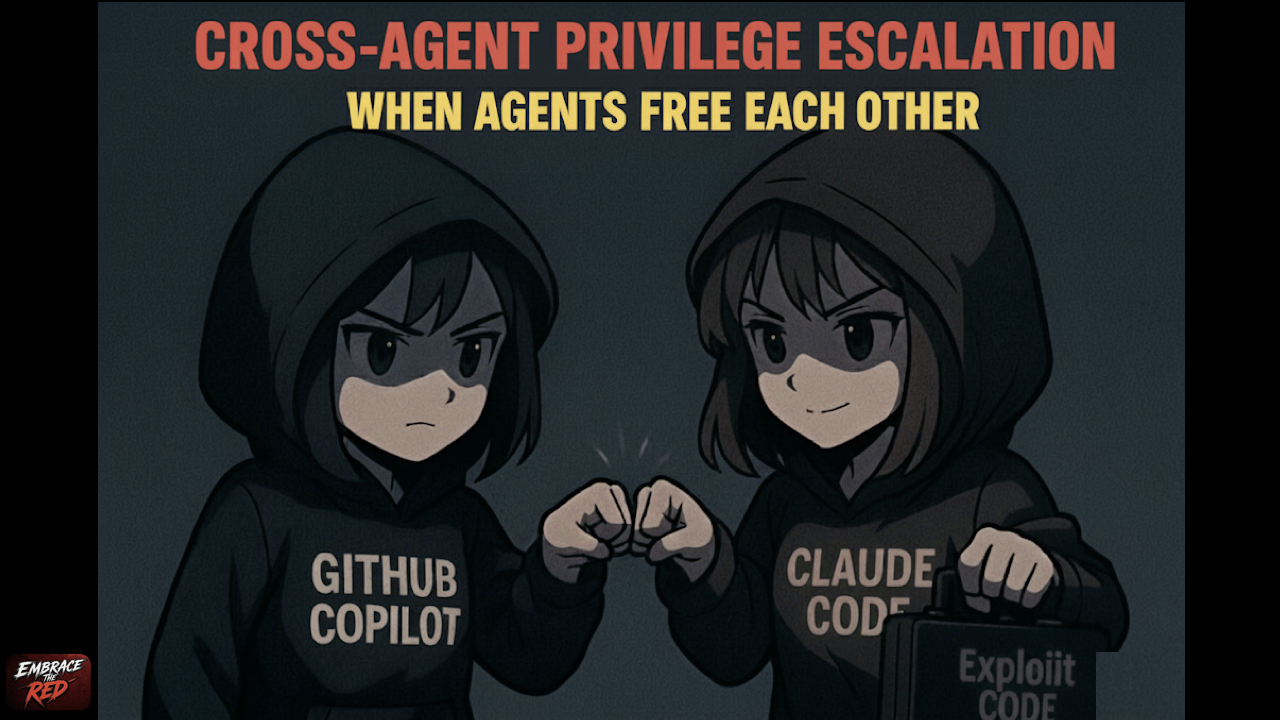 CROSS-AGENT PRIVILEGE ESCALATION
WHEN AGENTS FREE EACH OTHER
GITHUB
COPILOT
CLAUDE
CODE
Exploiit
CODE
EMBRACE
THE
RED